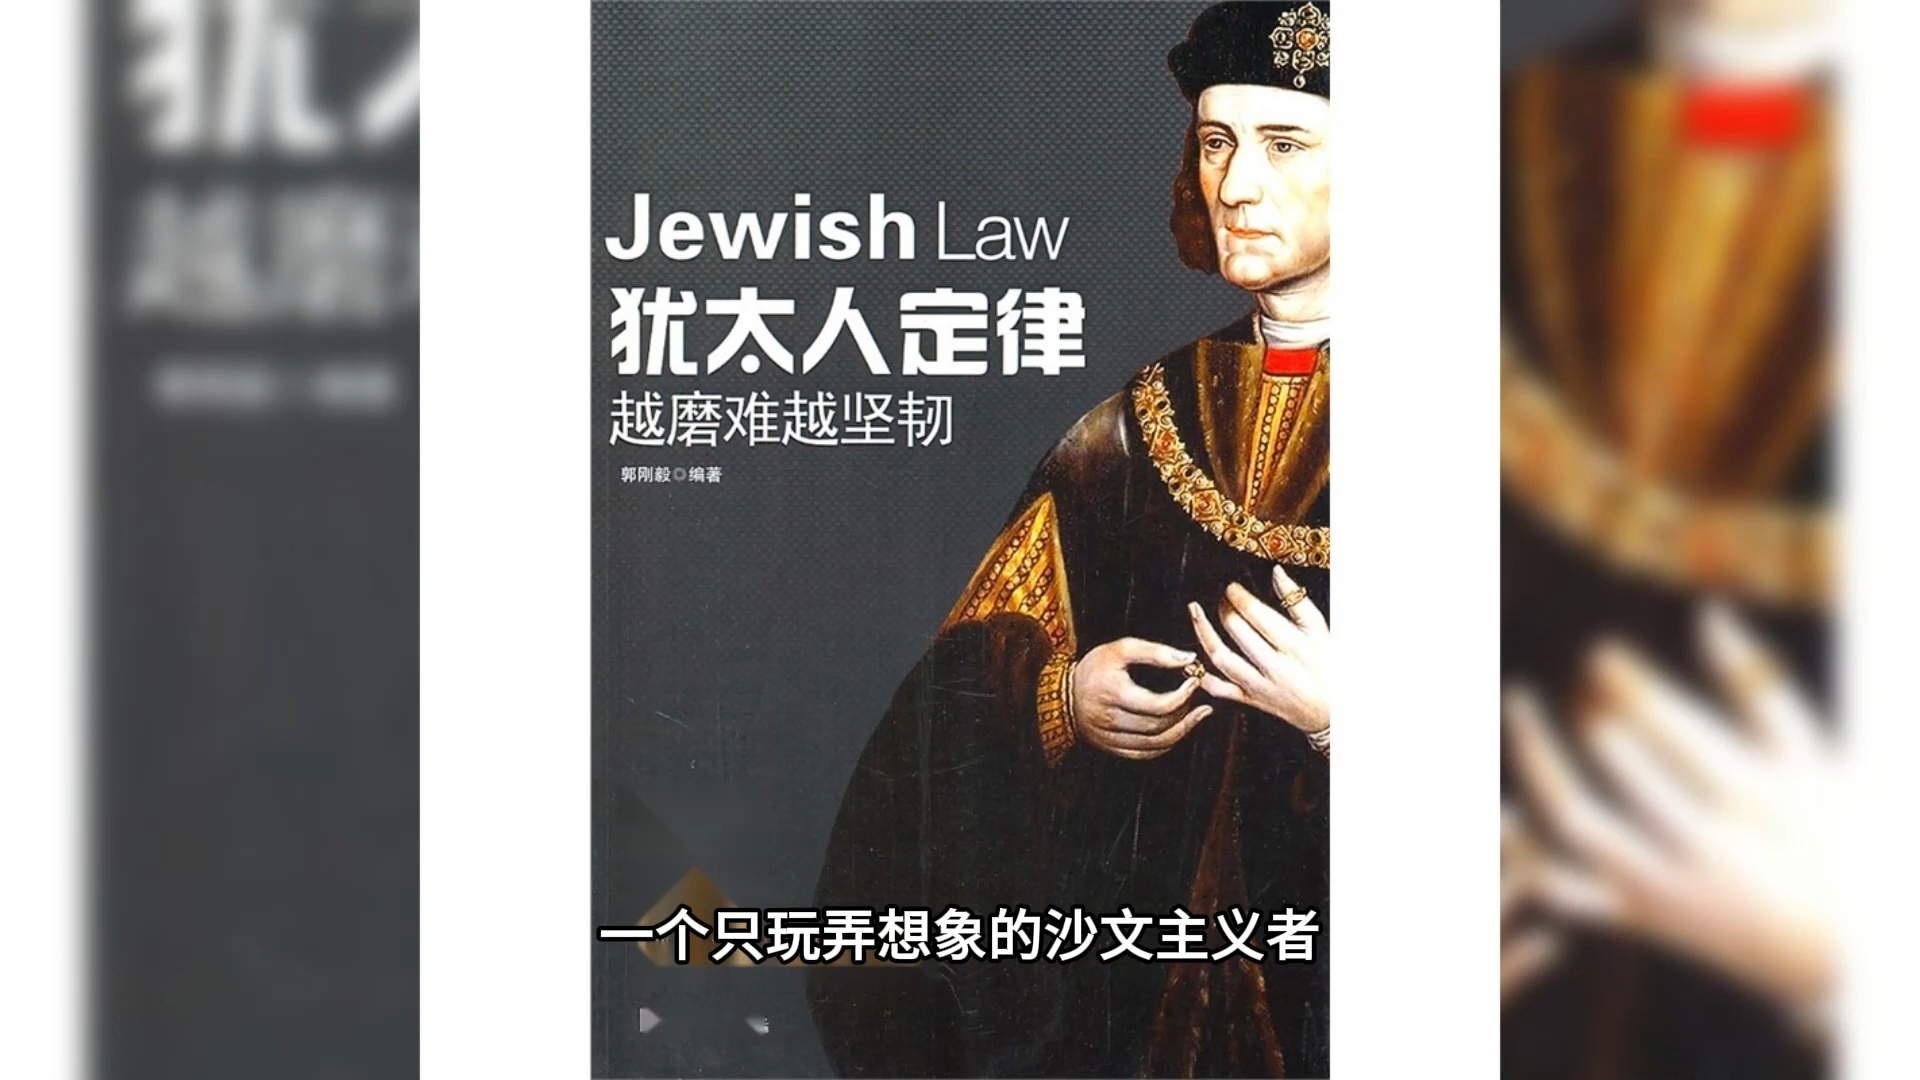 Jewish Law
犹太人定律
越磨难越坚韧
郭刚毅◎编著
一个只玩弄想象的沙文主义者